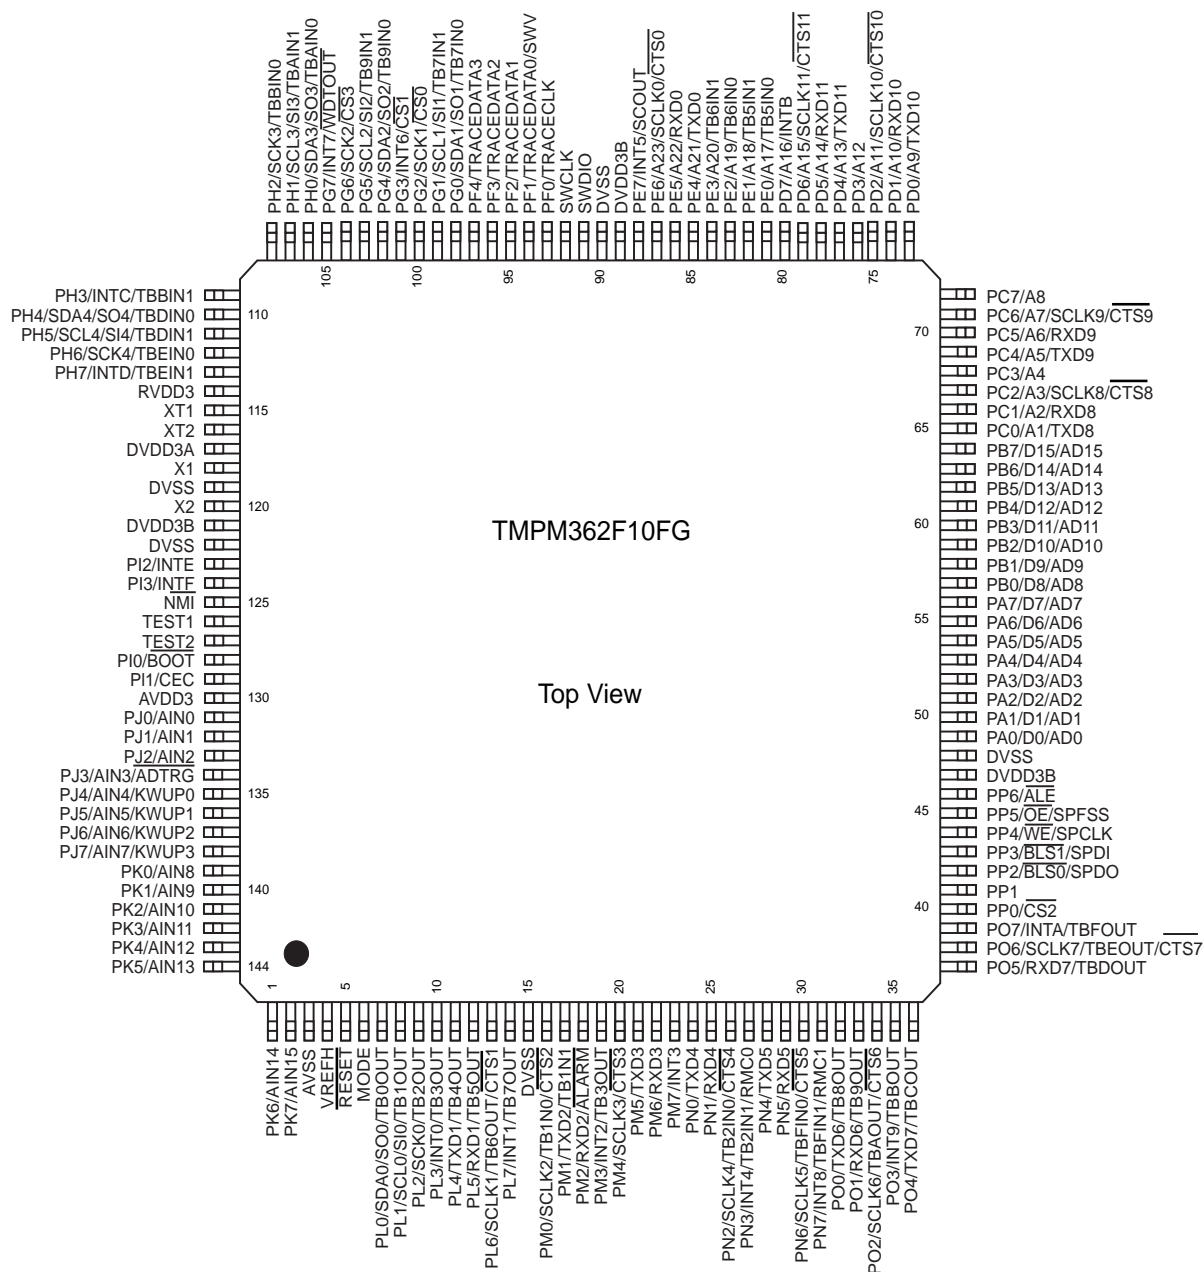 PH2/SCK3/TBBIN0
PH1/SCL3/SI3/TBAIN1
PH0/SDA3/SO3/TBAIN0
PG7/INT7/WDTOUT
PG6/SCK2/CS3
PG5/SCL2/SI2/TB9IN1
PG4/SDA2/SO2/TB9IN0
PG3/INT6/CS1
PG2/SCK1/CS0
PG1/SCL1/SI1/TB7IN1
PG0/SDA1/SO1/TB7IN0
PF4/TRACEDATA3
PF3/TRACEDATA2
PF2/TRACEDATA1
PF1/TRACEDATA0/SWV
PF0/TRACECLK
SWCLK
SWDIO
DVSS
DVDD3B
PE7/INT5/SCOUT
PE6/A23/SCLK0/CTS0
PE5/A22/RXD0
PE4/A21/TXD0
PE3/A20/TB6IN1
PE2/A19/TB6IN0
PE1/A18/TB5IN1
PE0/A17/TB5IN0
PD7/A16/INTB
PD6/A15/SCLK11/CTS11
PD5/A14/RXD11
PD4/A13/TXD11
PD3/A12
PD2/A11/SCLK10/CTS10
PD1/A10/RXD10
PD0/A9/TXD10
105
100
95
90
85
80
75
PH3/INTC/TBBIN1
PH4/SDA4/SO4/TBDIN0
PH5/SCL4/SI4/TBDIN1
PH6/SCK4/TBEIN0
PH7/INTD/TBEIN1
RVDD3
XT1
XT2
DVDD3A
X1
DVSS
X2
DVDD3B
DVSS
PI2/INTE
PI3/INTF
NMI
TEST1
TEST2
PI0/BOOT
PI1/CEC
AVDD3
PJ0/AIN0
PJ1/AIN1
PJ2/AIN2
PJ3/AIN3/ADTRG
PJ4/AIN4/KWUP0
PJ5/AIN5/KWUP1
PJ6/AIN6/KWUP2
PJ7/AIN7/KWUP3
PK0/AIN8
PK1/AIN9
PK2/AIN10
PK3/AIN11
PK4/AIN12
PK5/AIN13
110
115
120
125
130
135
140
144
TMPM362F10FG
Top View
70
65
60
55
50
45
40
PC7/A8
PC6/A7/SCLK9/CTS9
PC5/A6/RXD9
PC4/A5/TXD9
PC3/A4
PC2/A3/SCLK8/CTS8
PC1/A2/RXD8
PC0/A1/TXD8
PB7/D15/AD15
PB6/D14/AD14
PB5/D13/AD13
PB4/D12/AD12
PB3/D11/AD11
PB2/D10/AD10
PB1/D9/AD9
PB0/D8/AD8
PA7/D7/AD7
PA6/D6/AD6
PA5/D5/AD5
PA4/D4/AD4
PA3/D3/AD3
PA2/D2/AD2
PA1/D1/AD1
PA0/D0/AD0
DVSS
DVDD3B
PP6/ALE
PP5/OE/SPFSS
PP4/WE/SPCLK
PP3/BLS1/SPDI
PP2/BLS0/SPDO
PP1
PP0/CS2
PO7/INTA/TBFOUT
PO6/SCLK7/TBEOUT/CTS7
PO5/RXD7/TBDOUT
1
5
10
15
20
25
30
35
PK6/AIN14
PK7/AIN15
AVSS
VREFH
RESET
MODE
PL0/SDA0/SO0/TB0OUT
PL1/SCL0/SI0/TB1OUT
PL2/SCK0/TB2OUT
PL3/INT0/TB3OUT
PL4/TXD1/TB4OUT
PL5/RXD1/TB5OUT
PL6/SCLK1/TB6OUT/CTS1
PL7/INT1/TB7OUT
DVSS
PM0/SCLK2/TB1N0/CTS2
PM1/TXD2/TB1N1
PM2/RXD2/ALARM
PM3/INT2/TB3OUT
PM4/SCLK3/CTS3
PM5/TXD3
PM6/RXD3
PM7/INT3
PN0/TXD4
PN1/RXD4
PN2/SCLK4/TB2IN0/CTS4
PN3/INT4/TB2IN1/RMC0
PN4/TXD5
PN5/RXD5
PN6/SCLK5/TBFIN0/CTS5
PN7/INT8/TBFIN1/RMC1
PO0/TXD6/TB8OUT
PO1/RXD6/TB9OUT
PO2/SCLK6/TBAOUT/CTS6
PO3/INT9/TBBOUT
PO4/TXD7/TBCOUT